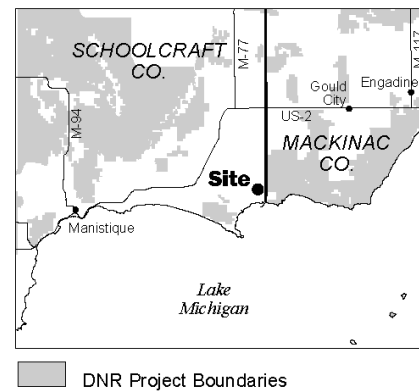 SCHOOLCRAFT
CO.
M-77
M-117
Gould
City
Engadine
US-2
M-94
MACKINAC
CO.
Site
Manistique
Lake
Michigan
DNR Project Boundaries